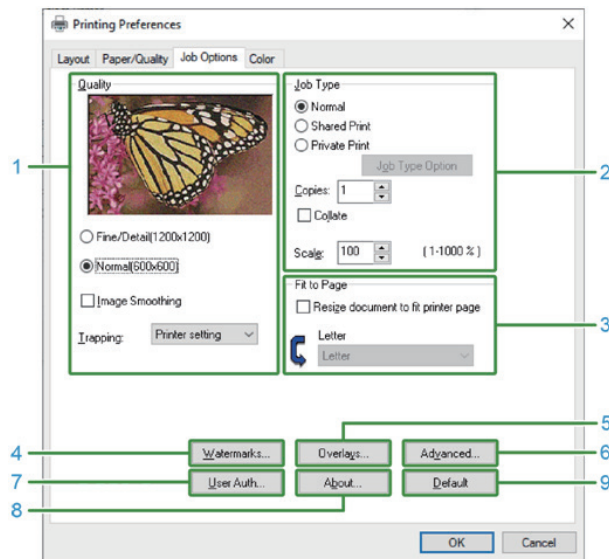 Printing Preferences
Layout Paper/Quality Job Options Color
Quality
Fine/Detail(1200x1200)
Normal(600x600)
Image Smoothing
Trapping: Printer setting
1
Job Type
Normal
Shared Print
Private Print
Job Type Option
Copies: 1
Collate
Scale: 100 (1-1000 %)
2
Fit to Page
Resize document to fit printer page
Letter
Letter
3
5
4 Watermarks... Overlays... Advanced... 6
7 User Auth... About... Default 9
8
OK Cancel